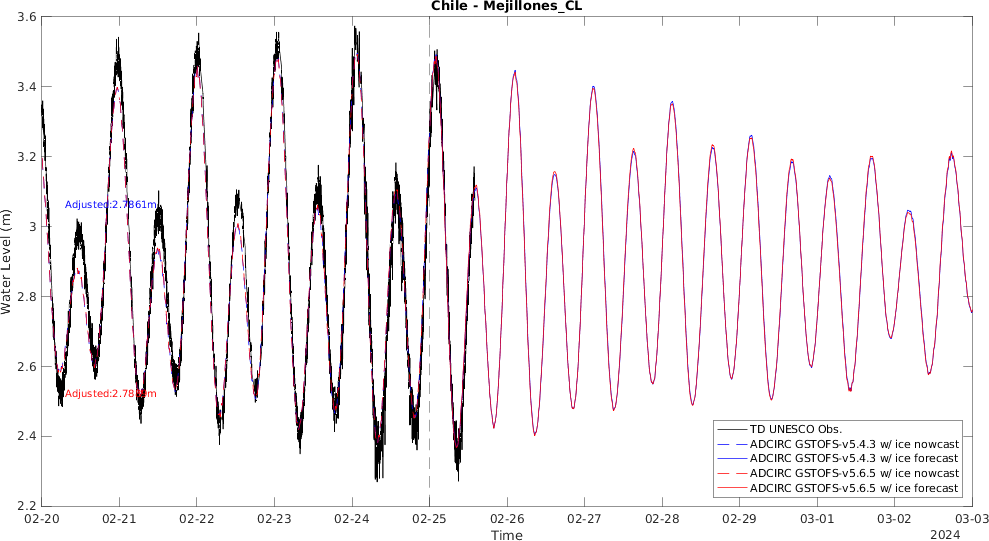 Chile - Mejillones_CL
3.6
3.4
3.2
3
2.8
2.6
2.4
2.2
Water Level (m)
Adjusted:2.7861m
TD UNESCO Obs.
ADCIRC GSTOFS-v5.4.3 w/ ice nowcast
ADCIRC GSTOFS-v5.4.3 w/ ice forecast
ADCIRC GSTOFS-v5.6.5 w/ ice nowcast
ADCIRC GSTOFS-v5.6.5 w/ ice forecast
02-20 02-21 02-22 02-23 02-24 02-25 02-26 02-27 02-28 02-29 03-01 03-02 03-03
Time
2024